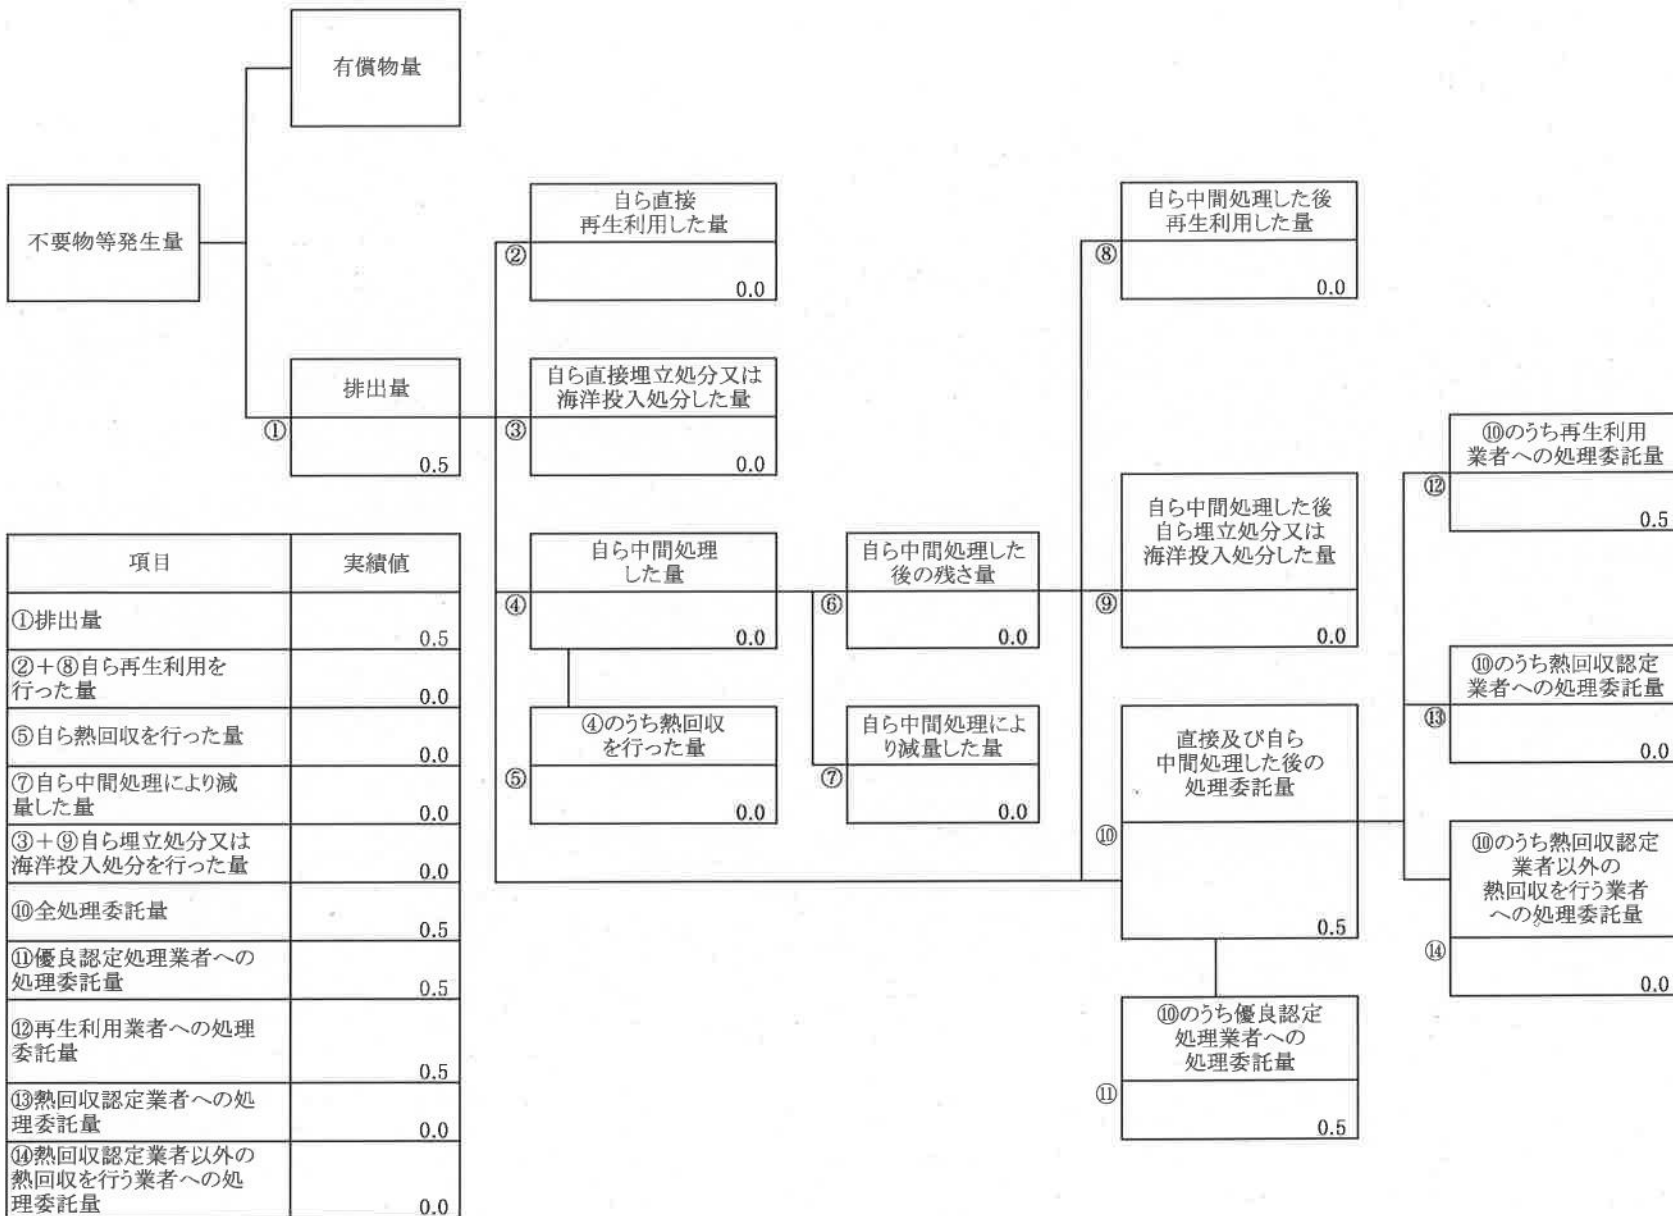 有償物量
不要物等発生量
排出量
①
0.5
自ら直接
再生利用した量
②
0.0
自ら直接埋立処分又は
海洋投入処分した量
③
0.0
自ら中間処理
した量
④
0.0
④のうち熱回収
を行った量
⑤
0.0
自ら中間処理した
後の残さ量
⑥
0.0
自ら中間処理によ
り減量した量
⑦
0.0
自ら中間処理した後
再生利用した量
⑧
0.0
自ら中間処理した後
自ら埋立処分又は
海洋投入処分した量
⑨
0.0
直接及び自ら
中間処理した後の
処理委託量
⑩
0.5
⑩のうち優良認定
処理業者への
処理委託量
⑪
0.5
⑩のうち再生利用
業者への処理委託量
⑫
0.5
⑩のうち熱回収認定
業者への処理委託量
⑬
0.0
⑩のうち熱回収認定
業者以外の
熱回収を行う業者
への処理委託量
⑭
0.0
項目 実績値
①排出量
0.5
②＋⑧自ら再生利用を
行った量
0.0
⑤自ら熱回収を行った量
0.0
⑦自ら中間処理により減
量した量
0.0
③＋⑨自ら埋立処分又は
海洋投入処分を行った量
0.0
⑩全処理委託量
0.5
⑪優良認定処理業者への
処理委託量
0.5
⑫再生利用業者への処理
委託量
0.5
⑬熱回収認定業者への処
理委託量
0.0
⑭熱回収認定業者以外の
熱回収を行う業者への処
理委託量
0.0